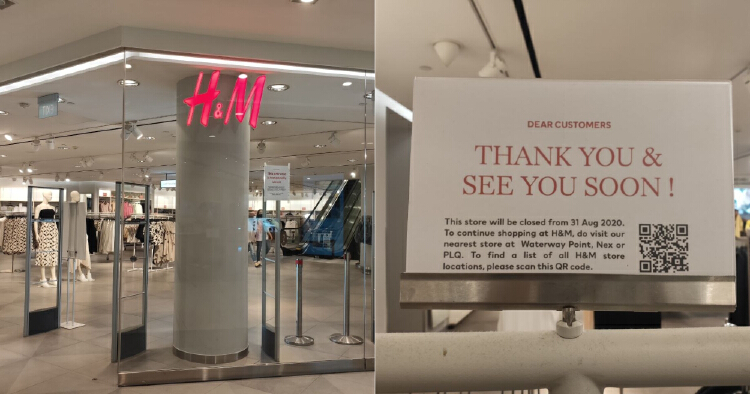 H&M
DEAR CUSTOMERS
THANK YOU &
SEE YOU SOON !
This store will be closed from 31 Aug 2020.
To continue shopping at H&M, do visit our
nearest store at Waterway Point, Nex or
PLQ. To find a list of all H&M store
locations, please scan this QR code.